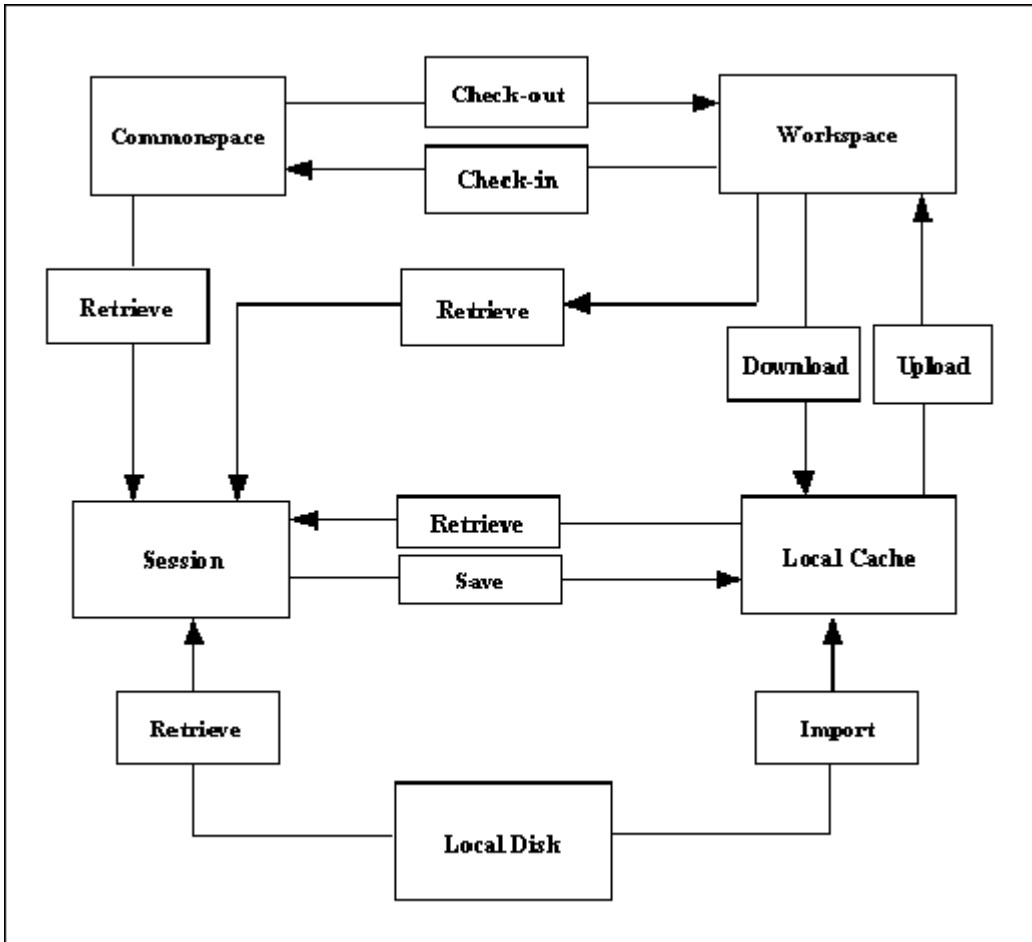 Check-out
Commonspace
Workspace
Check-in
Retrieve
Retrieve
Download
Upload
Retrieve
Session
Local Cache
Save
Retrieve
Import
Local Disk